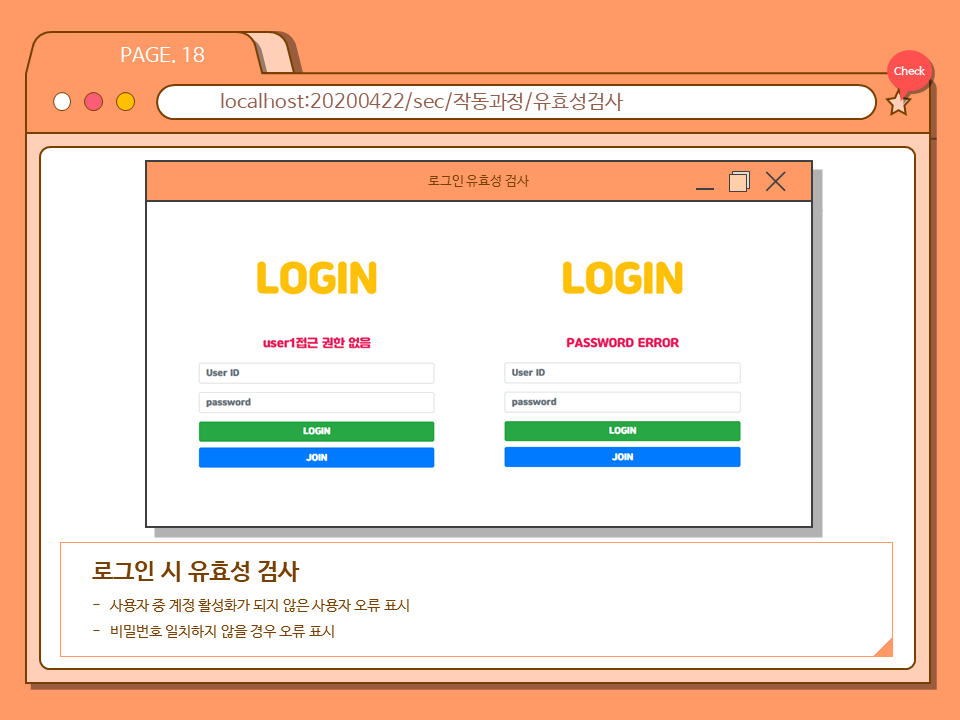 PAGE. 18
Check
localhost:20200422/sec/작동과정/유효성검사
로그인 유효성 검사
LOGIN
user1접근 권한 없음
User ID
password
LOGIN
JOIN
LOGIN
PASSWORD ERROR
User ID
password
LOGIN
JOIN
로그인 시 유효성 검사
- 사용자 중 계정 활성화가 되지 않은 사용자 오류 표시
- 비밀번호 일치하지 않을 경우 오류 표시